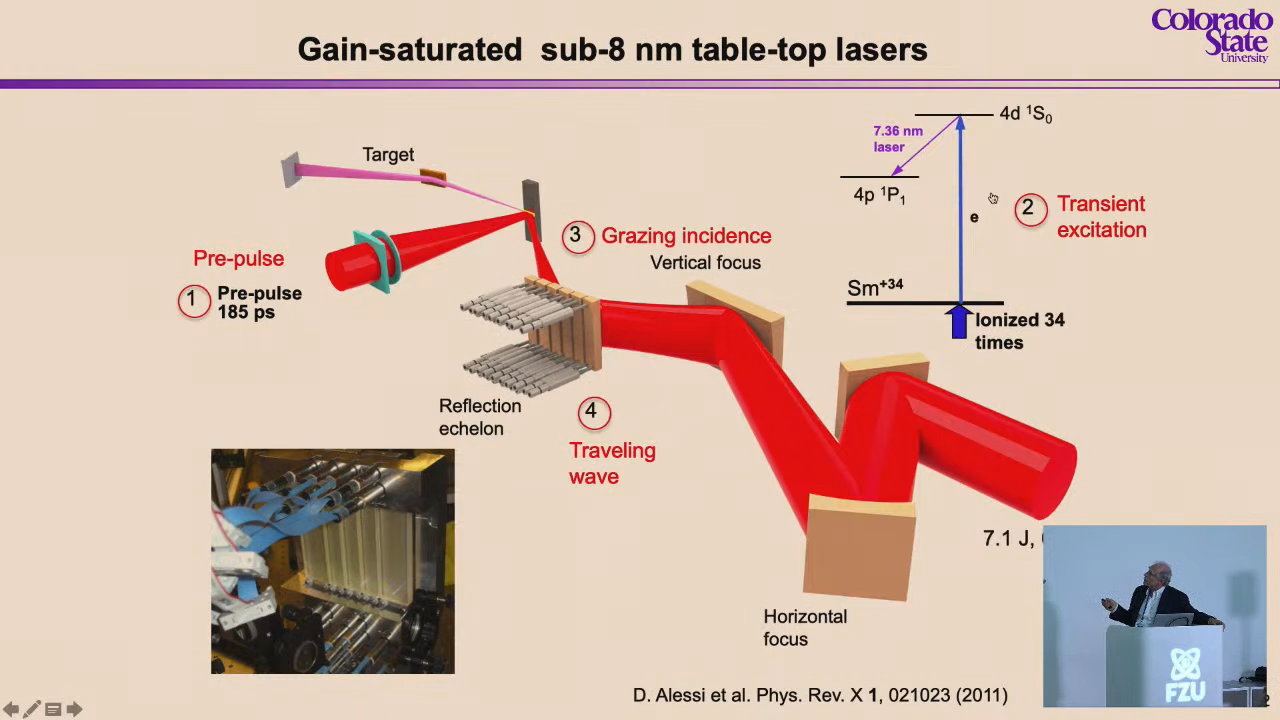 Gain-saturated sub-8 nm table-top lasers
Colorado
State
University
Target
Pre-pulse
1
Pre-pulse
185 ps
3
Grazing incidence
Vertical focus
Reflection
echelon
4
Traveling
wave
4d ¹S₀
7.36 nm
laser
4p ¹P₁
e
2
Transient
excitation
Sm⁺³⁴
Ionized 34
times
7.1 J,
Horizontal
focus
FZU
D. Alessi et al. Phys. Rev. X 1, 021023 (2011)